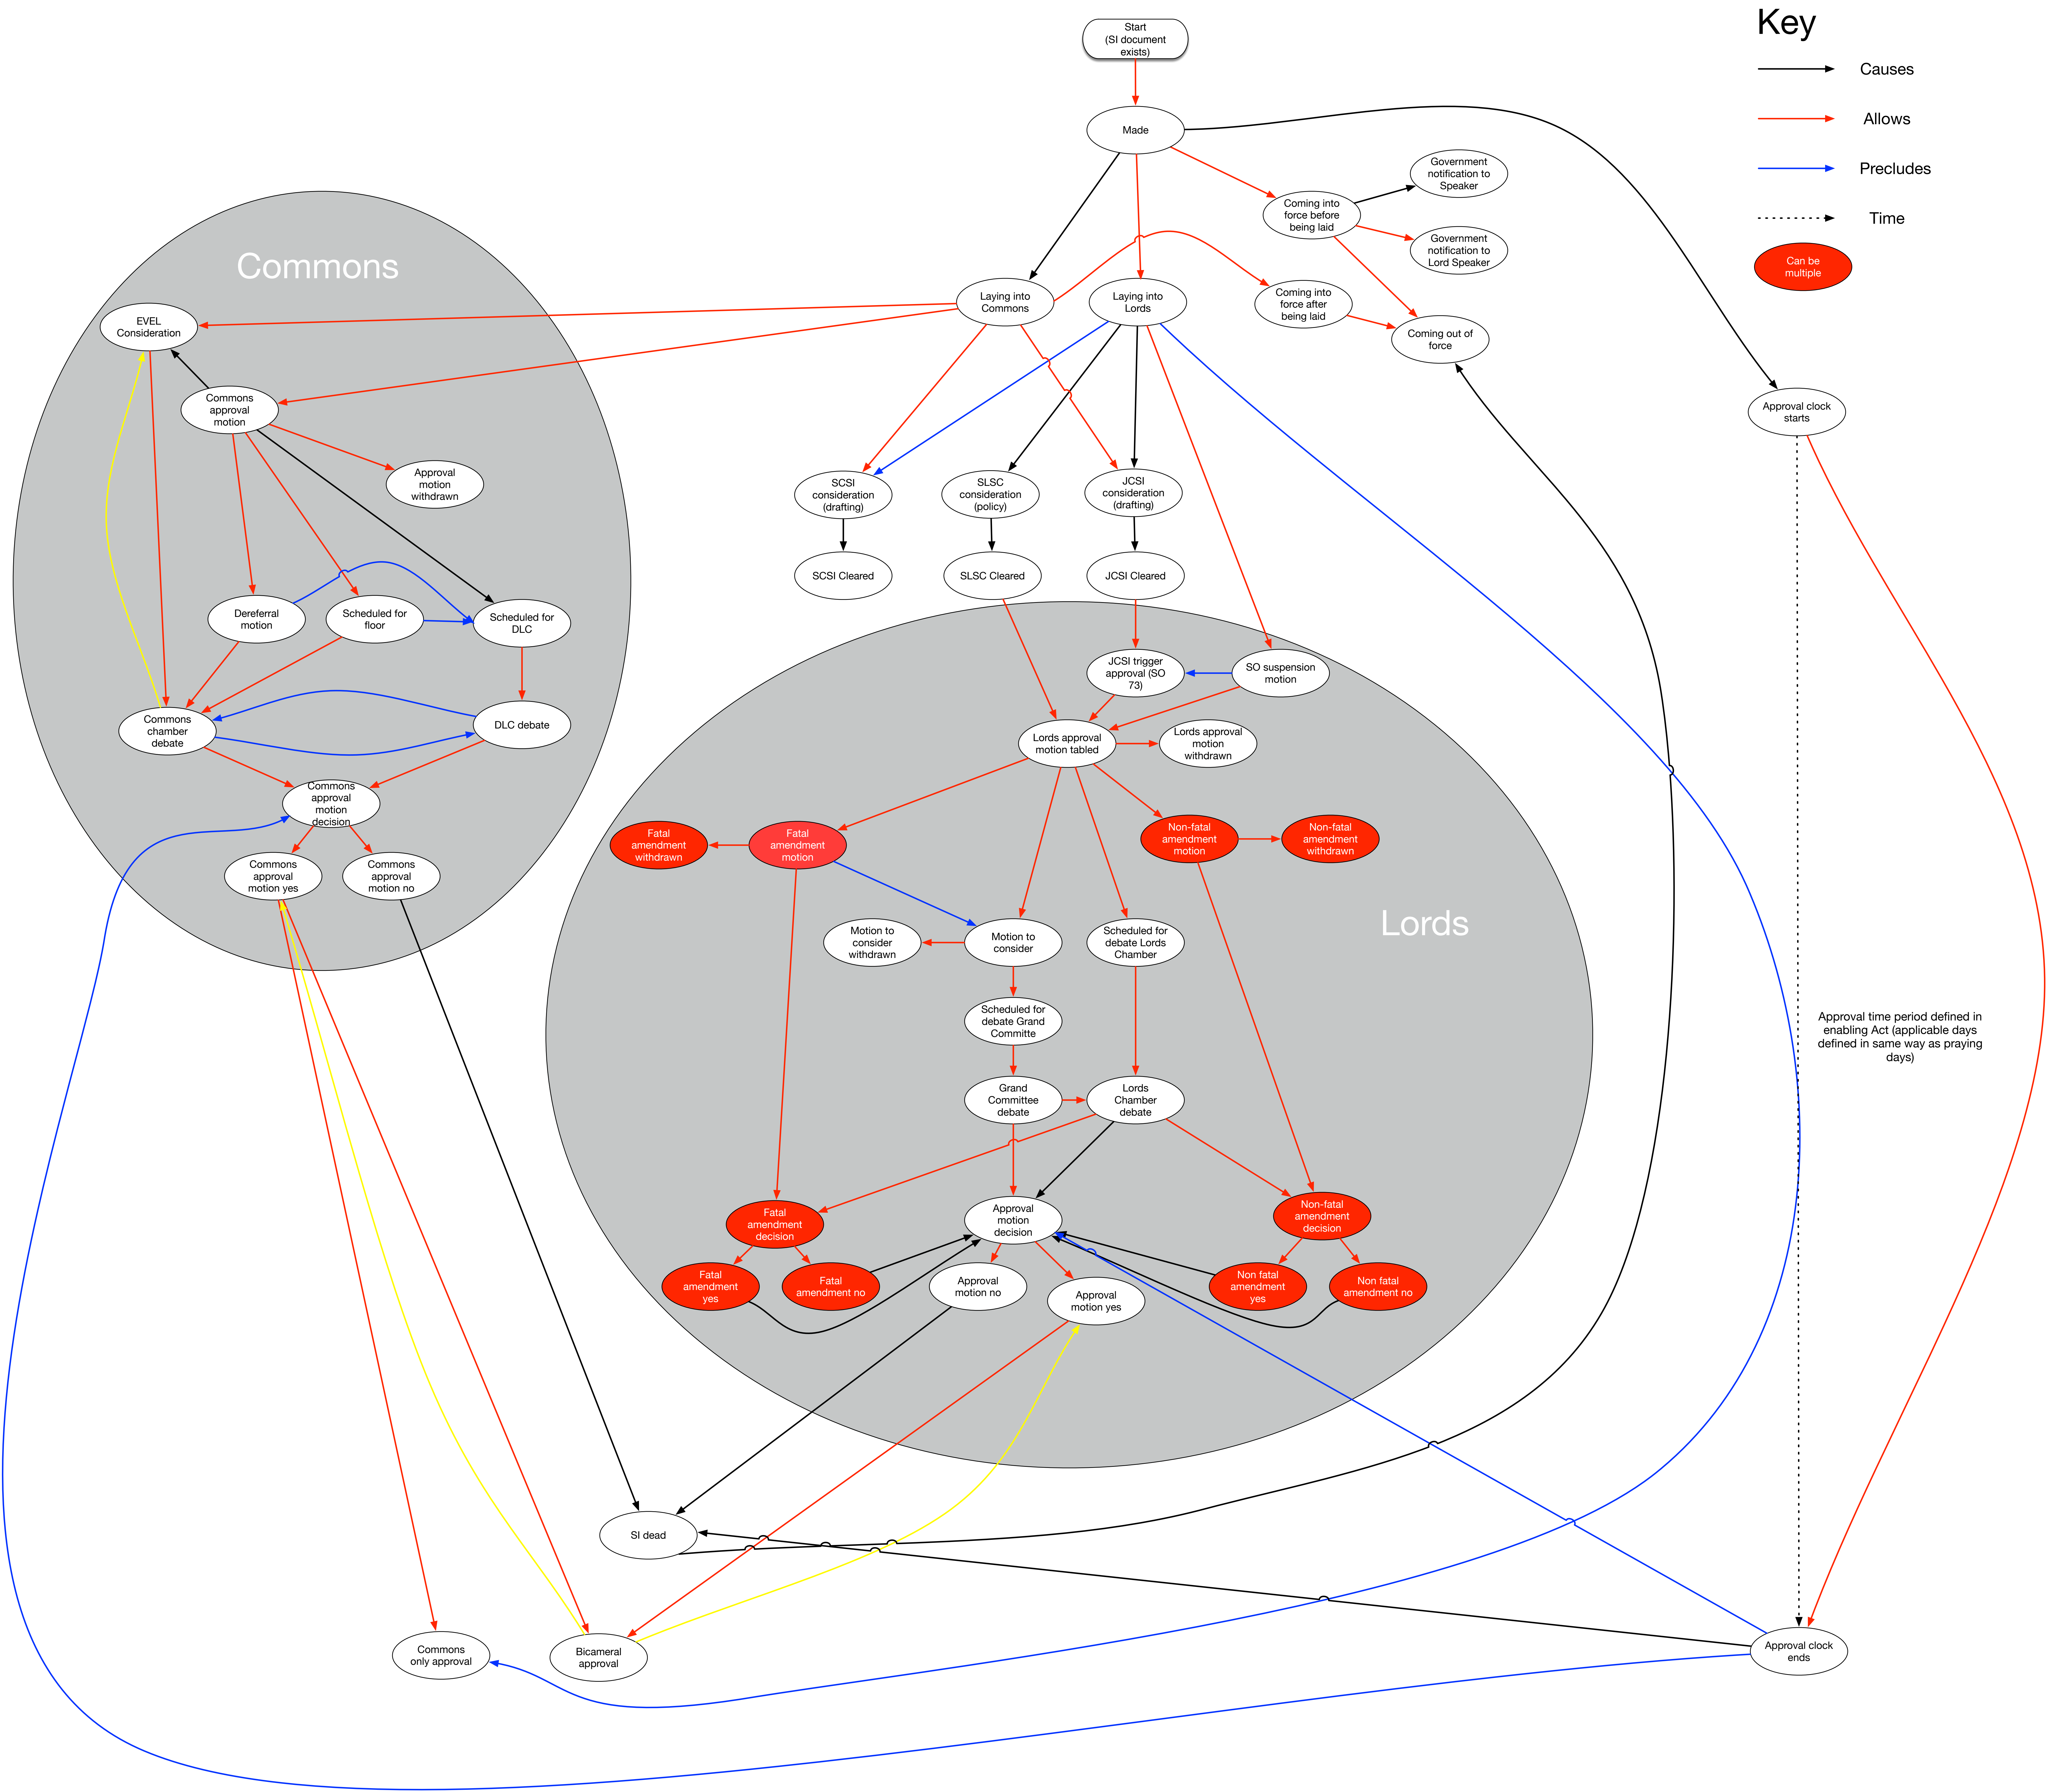 Key
Causes
Allows
Precludes
Time
Can be
multiple
Start
(SI document
exists)
Made
Government
notification to
Speaker
Coming into
force before
being laid
Government
notification to
Lord Speaker
Commons
Laying into
Commons
Laying into
Lords
Coming into
force after
being laid
Coming out of
force
EVEL
Consideration
Commons
approval
motion
Approval clock
starts
Approval
motion
withdrawn
SCSI
consideration
(drafting)
SLSC
consideration
(policy)
JCSI
consideration
(drafting)
SCSI Cleared
SLSC Cleared
JCSI Cleared
Dereferral
motion
Scheduled for
floor
Scheduled for
DLC
JCSI trigger
approval (SO
73)
SO suspension
motion
Commons
chamber
debate
DLC debate
Lords approval
motion tabled
Lords approval
motion
withdrawn
Commons
approval
motion
decision
Fatal
amendment
withdrawn
Fatal
amendment
motion
Non-fatal
amendment
motion
Non-fatal
amendment
withdrawn
Commons
approval
motion yes
Commons
approval
motion no
Lords
Motion to
consider
withdrawn
Motion to
consider
Scheduled for
debate Lords
Chamber
Scheduled for
debate Grand
Committe
Approval time period defined in
enabling Act (applicable days
defined in same way as praying
days)
Grand
Committee
debate
Lords
Chamber
debate
Fatal
amendment
decision
Approval
motion
decision
Non-fatal
amendment
decision
Fatal
amendment
yes
Fatal
amendment no
Approval
motion no
Approval
motion yes
Non fatal
amendment
yes
Non fatal
amendment no
SI dead
Commons
only approval
Bicameral
approval
Approval clock
ends